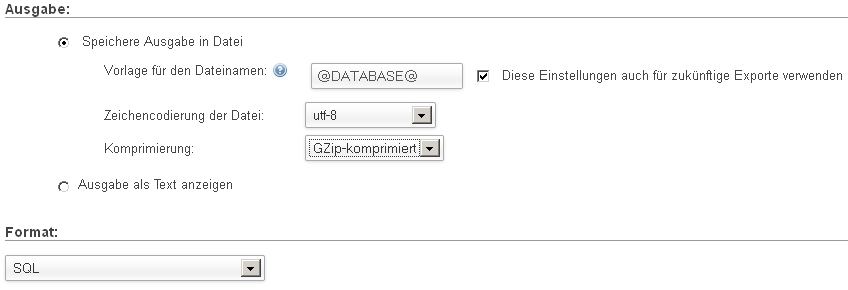 Ausgabe:
Speichere Ausgabe in Datei
Vorlage für den Dateinamen: @DATABASE@ Diese Einstellungen auch für zukünftige Exporte verwenden
Zeichencodierung der Datei: utf-8
Komprimierung: GZip-komprimiert
Ausgabe als Text anzeigen
Format:
SQL